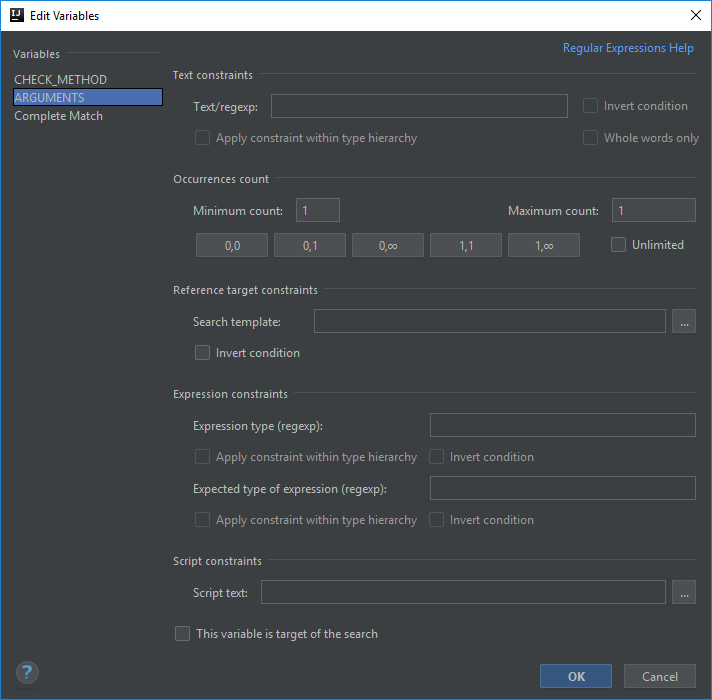 IJ Edit Variables
Variables
CHECK_METHOD
ARGUMENTS
Complete Match
Regular Expressions Help
Text constraints
Text/regexp:
Invert condition
Apply constraint within type hierarchy
Whole words only
Occurrences count
Minimum count: 1
Maximum count: 1
0,0 0,1 0,∞ 1,1 1,∞
Unlimited
Reference target constraints
Search template:
...
Invert condition
Expression constraints
Expression type (regexp):
Apply constraint within type hierarchy
Invert condition
Expected type of expression (regexp):
Apply constraint within type hierarchy
Invert condition
Script constraints
Script text:
...
This variable is target of the search
?
OK
Cancel